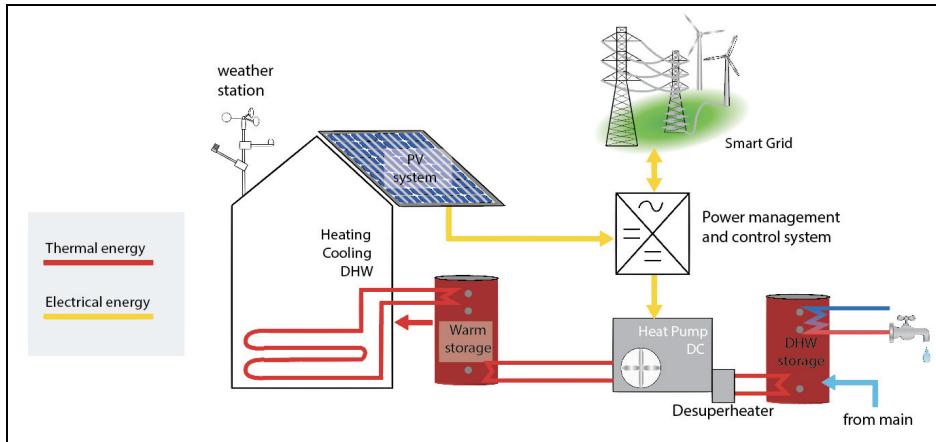 weather
station
PV
system
Smart Grid
Power management
and control system
Thermal energy
Electrical energy
Heating
Cooling
DHW
Warm
storage
Heat Pump
DC
DHW
storage
Desuperheater
from main